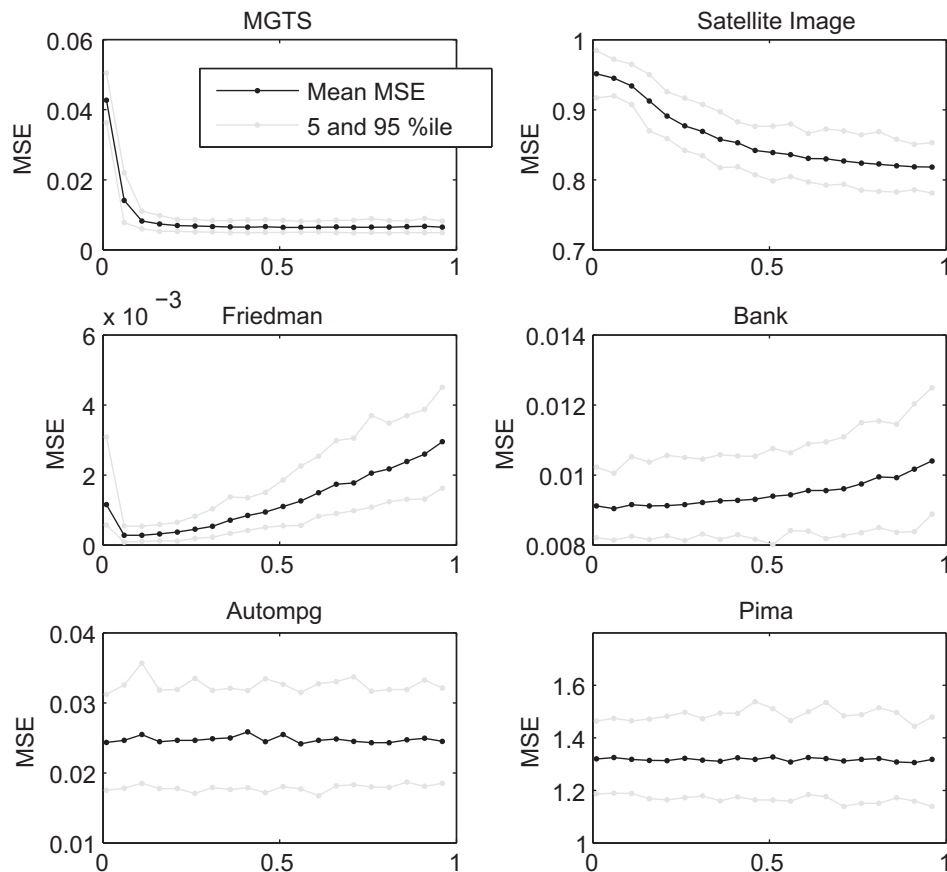 MGTS
0.06
0.04
0.02
0
MSE
0
0.5
1
Mean MSE
5 and 95 %ile
Satellite Image
1
0.9
0.8
0.7
MSE
0
0.5
1
x 10 −3
Friedman
6
4
2
0
MSE
0
0.5
1
Bank
0.014
0.012
0.01
0.008
MSE
0
0.5
1
Autompg
0.04
0.03
0.02
0.01
MSE
0
0.5
1
Pima
1.6
1.4
1.2
1
MSE
0
0.5
1